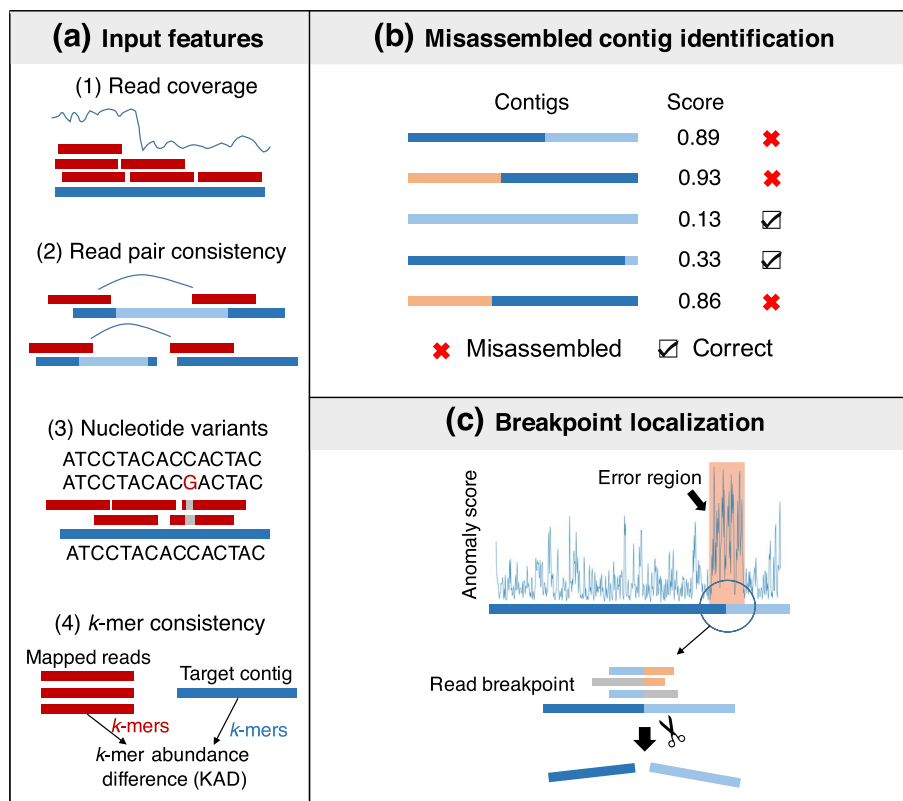 (a) Input features
(1) Read coverage
(2) Read pair consistency
(3) Nucleotide variants
ATCCTACACCACTAC
ATCCTACACGACTAC
ATCCTACACCACTAC
(4) k-mer consistency
Mapped reads
Target contig
k-mers
k-mers
k-mer abundance
difference (KAD)
(b) Misassembled contig identification
Contigs Score
0.89
0.93
0.13
0.33
0.86
Misassembled Correct
(c) Breakpoint localization
Error region
Anomaly score
Read breakpoint